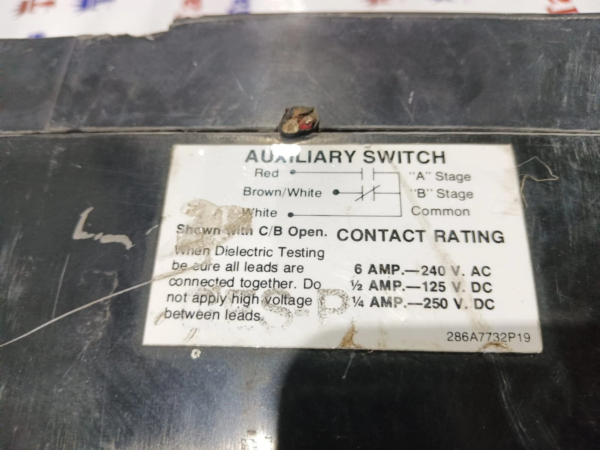 AUXILIARY SWITCH
Red "A" Stage
Brown/White "B" Stage
White Common
Shown with C/B Open. CONTACT RATING
When Dielectric Testing
be sure all leads are
connected together. Do
not apply high voltage
between leads.
6 AMP.—240 V. AC
½ AMP.—125 V. DC
¼ AMP.—250 V. DC
286A7732P19